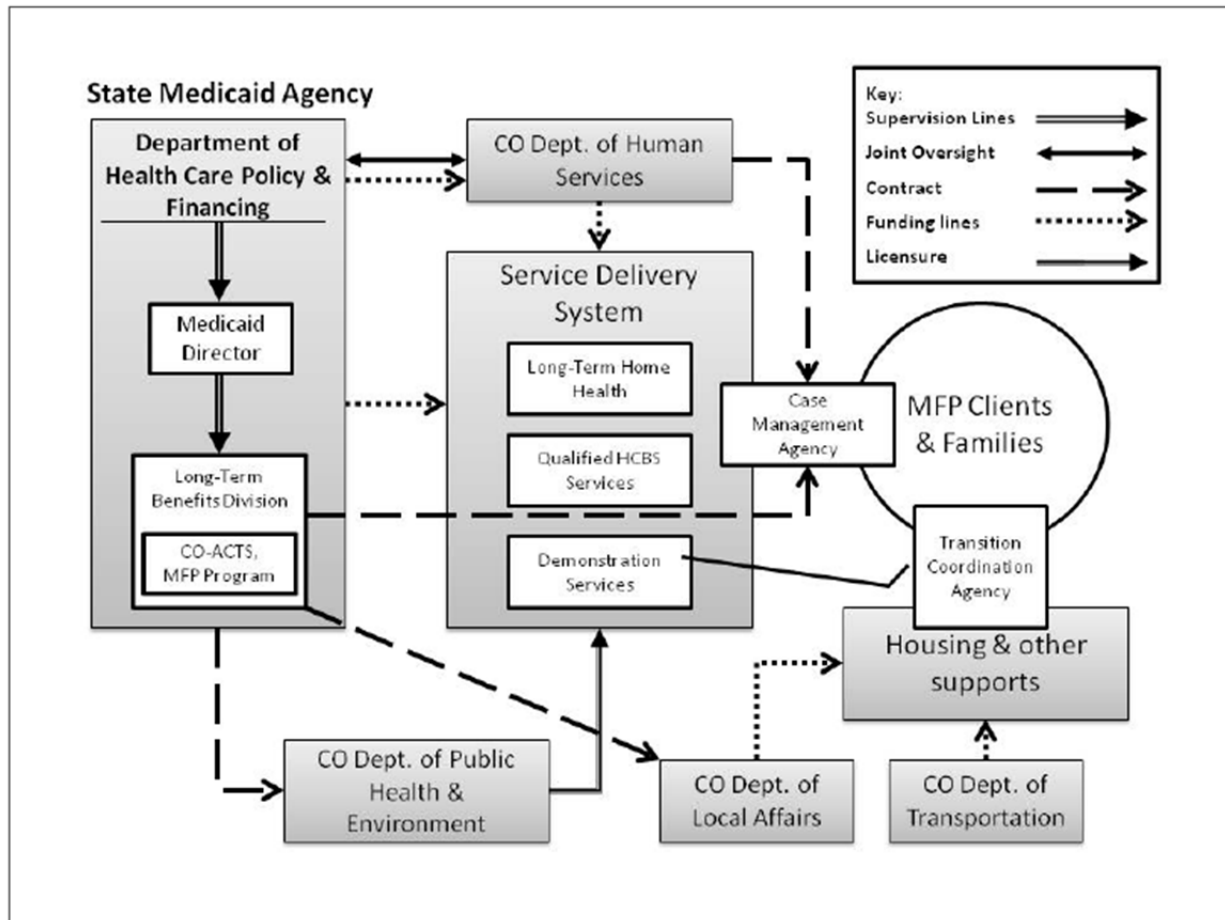 State Medicaid Agency
Department of
Health Care Policy &
Financing
Medicaid
Director
Long-Term
Benefits Division
CO-ACTS,
MFP Program
CO Dept. of Human
Services
Service Delivery
System
Long-Term Home
Health
Qualified HCBS
Services
Demonstration
Services
Key:
Supervision Lines
Joint Oversight
Contract
Funding lines
Licensure
Case
Management
Agency
MFP Clients
& Families
Transition
Coordination
Agency
Housing & other
supports
CO Dept. of Public
Health &
Environment
CO Dept. of
Local Affairs
CO Dept. of
Transportation